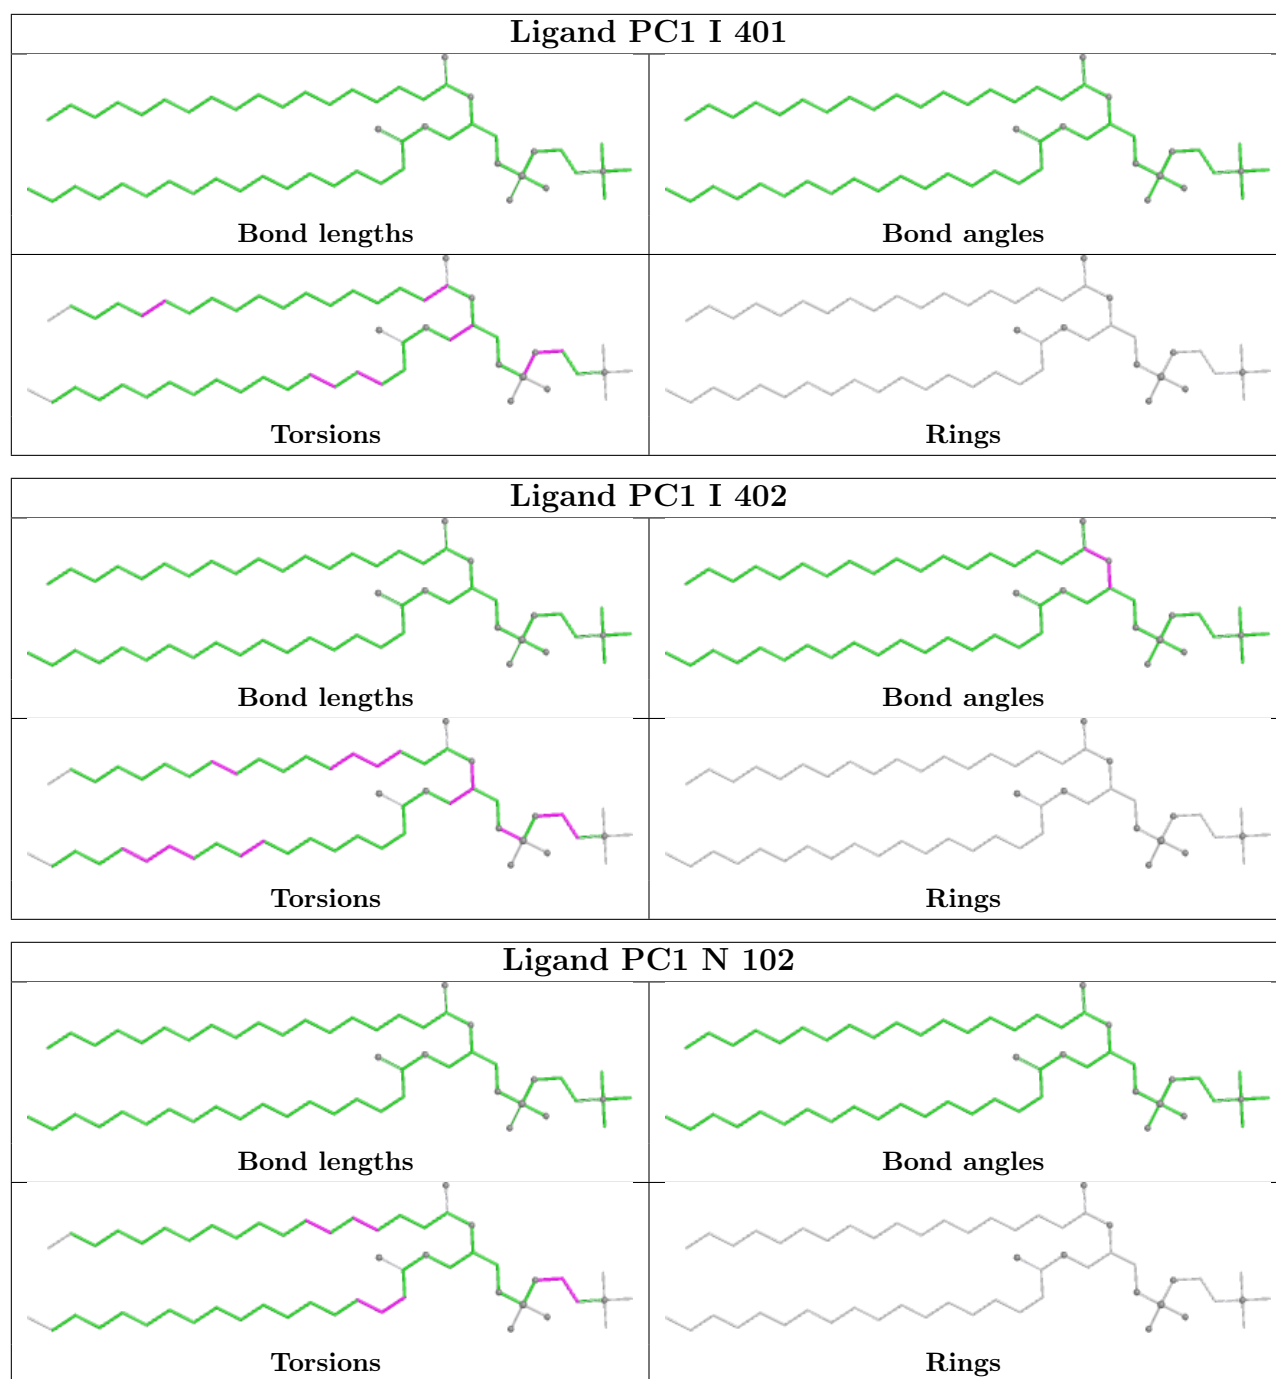 Ligand PC1 I 401
Bond lengths
Bond angles
Torsions
Rings
Ligand PC1 I 402
Bond lengths
Bond angles
Torsions
Rings
Ligand PC1 N 102
Bond lengths
Bond angles
Torsions
Rings